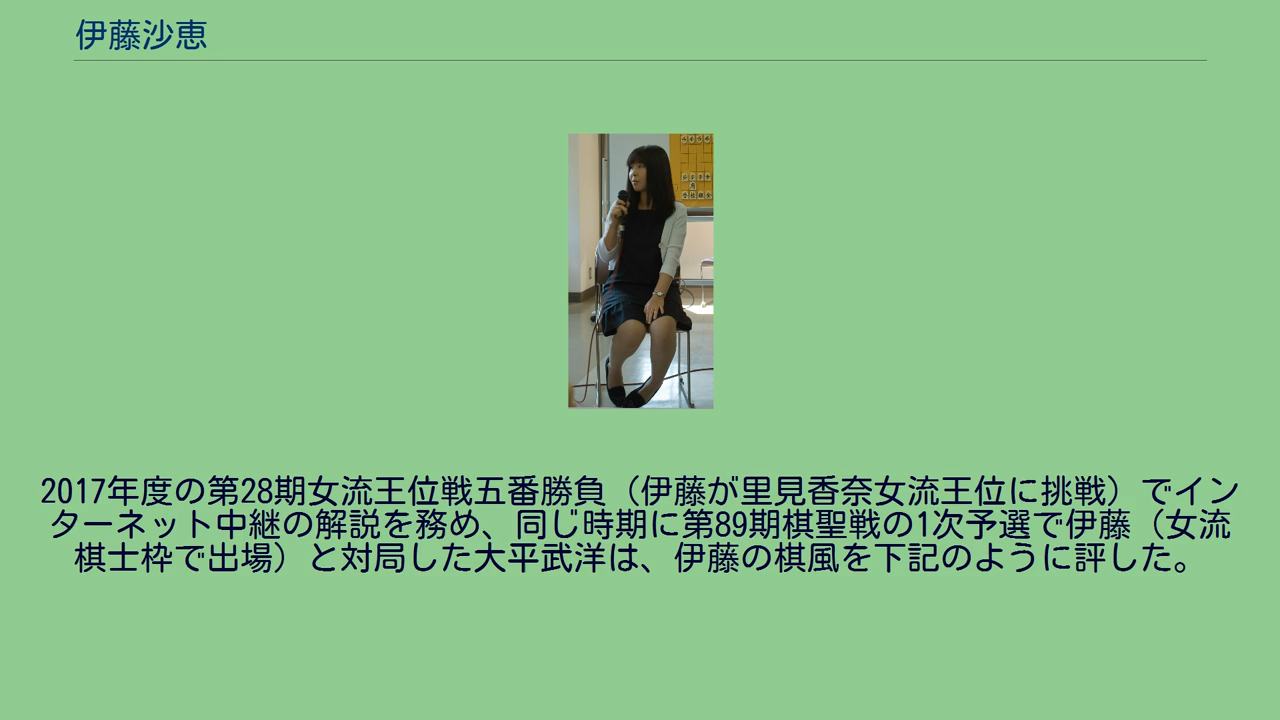 伊藤沙恵
2017年度の第28期女流王位戦五番勝負（伊藤が里見香奈女流王位に挑戦）でイン
ターネット中継の解説を務め、同じ時期に第89期棋聖戦の1次予選で伊藤（女流
棋士枠で出場）と対局した大平武洋は、伊藤の棋風を下記のように評した。